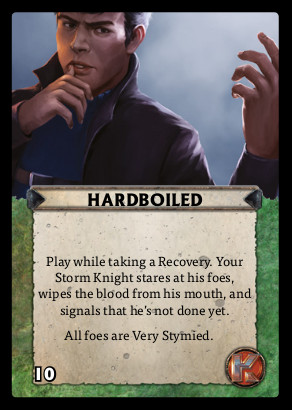 HARDBOILED
Play while taking a Recovery. Your
Storm Knight stares at his foes,
wipes the blood from his mouth, and
signals that he's not done yet.
All foes are Very Stymied.
10
K